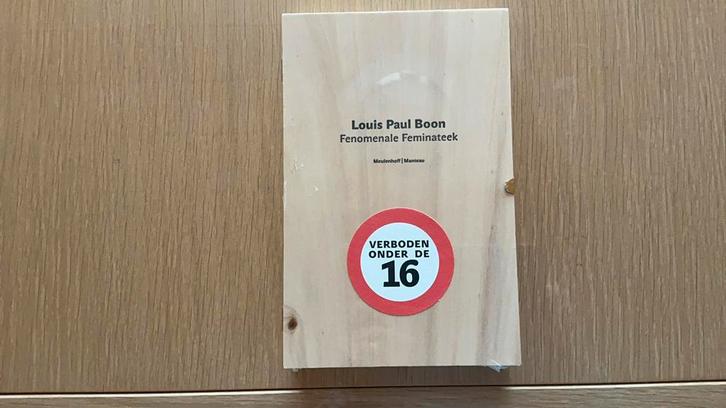 Louis Paul Boon
Fenomenale Feminateek
Meulenhoff|Manteau
VERBODEN
ONDER DE
16